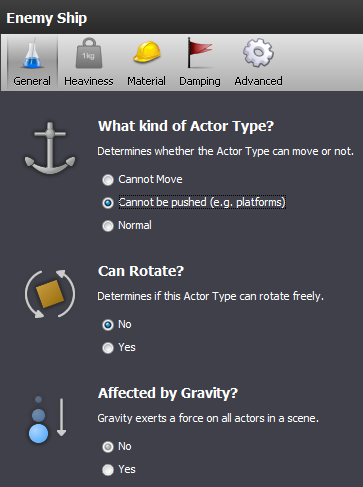 Enemy Ship
1kg
General Heaviness Material Damping Advanced
What kind of Actor Type?
Determines whether the Actor Type can move or not.
Cannot Move
Cannot be pushed (e.g. platforms)
Normal
Can Rotate?
Determines if this Actor Type can rotate freely.
No
Yes
Affected by Gravity?
Gravity exerts a force on all actors in a scene.
No
Yes